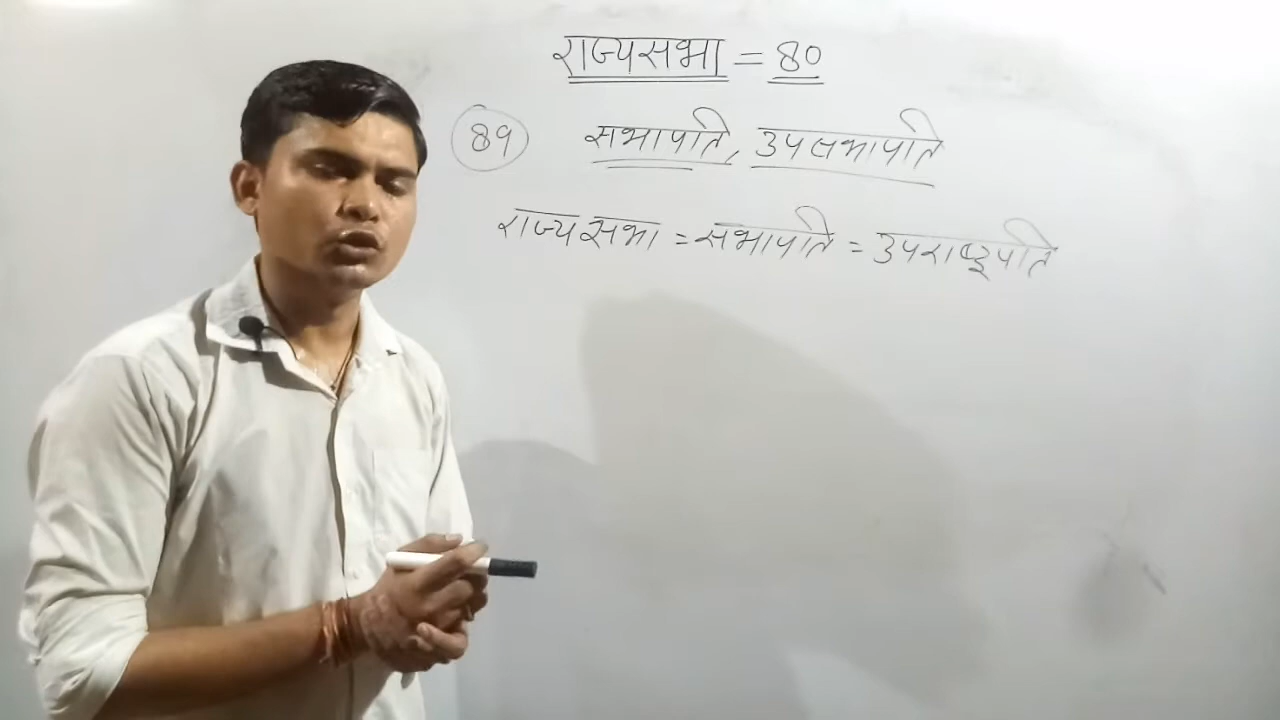 राज्यसभा = 80
89 सभापति, उपसभापति
राज्यसभा = सभापति = उपराष्ट्रपति